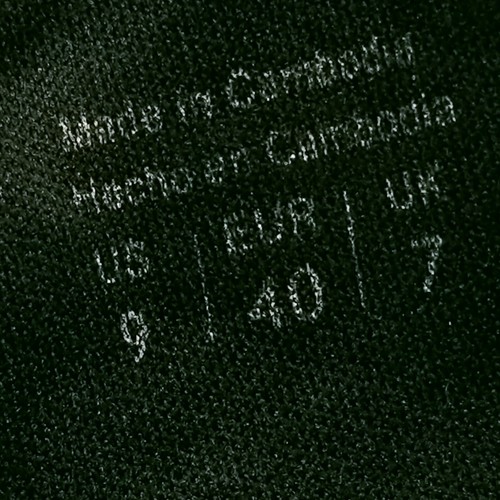 Made in Cambodia
Hecho en Cambodia
US | EUR | UK
9 | 40 | 7